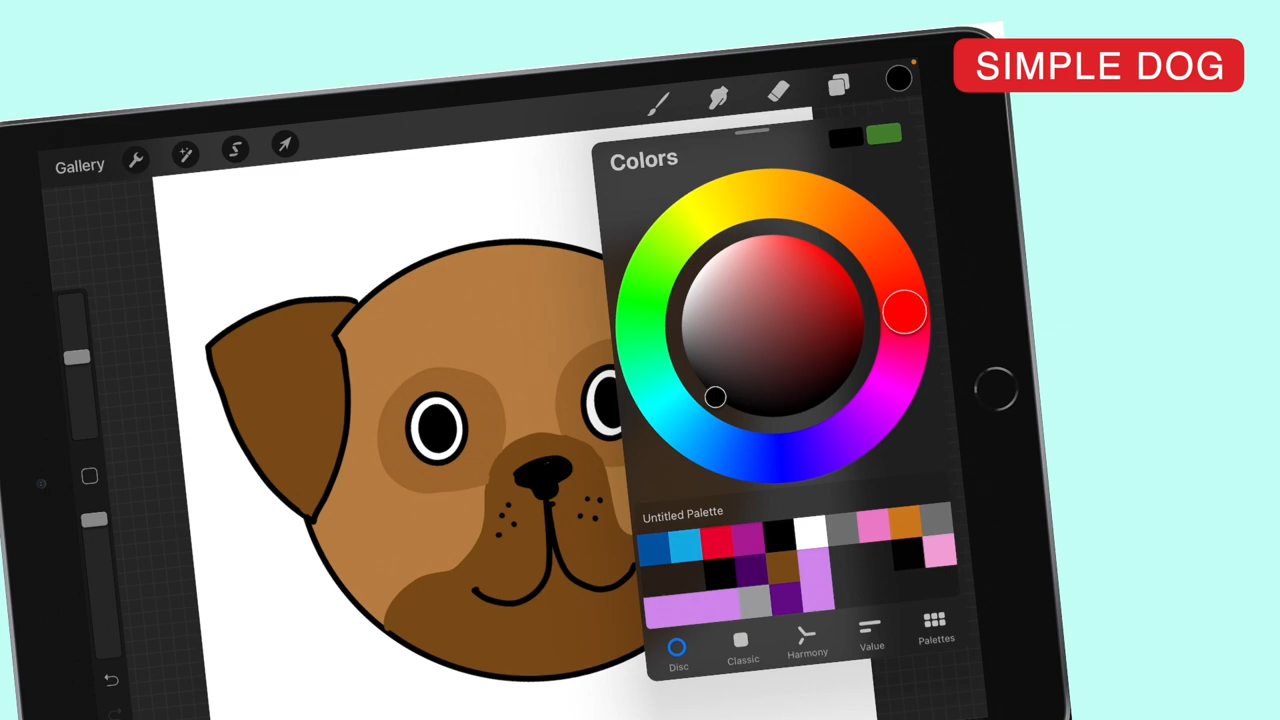 SIMPLE DOG
Gallery
Colors
Untitled Palette
Disc
Classic
Harmony
Value
Palettes